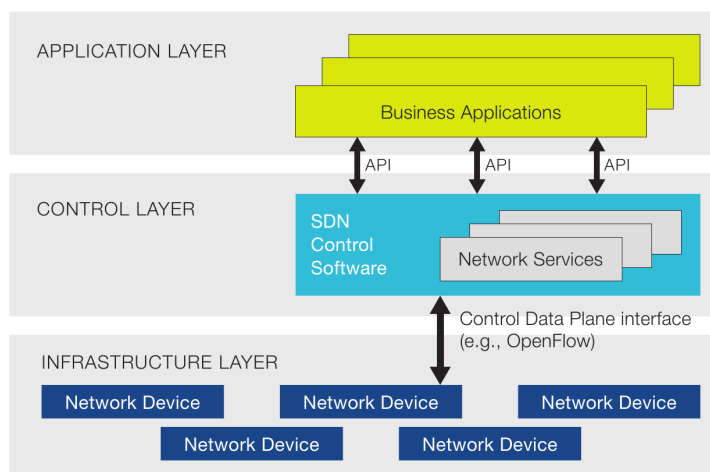 APPLICATION LAYER
Business Applications
API
API
API
CONTROL LAYER
SDN
Control
Software
Network Services
Control Data Plane interface
(e.g., OpenFlow)
INFRASTRUCTURE LAYER
Network Device
Network Device
Network Device
Network Device
Network Device